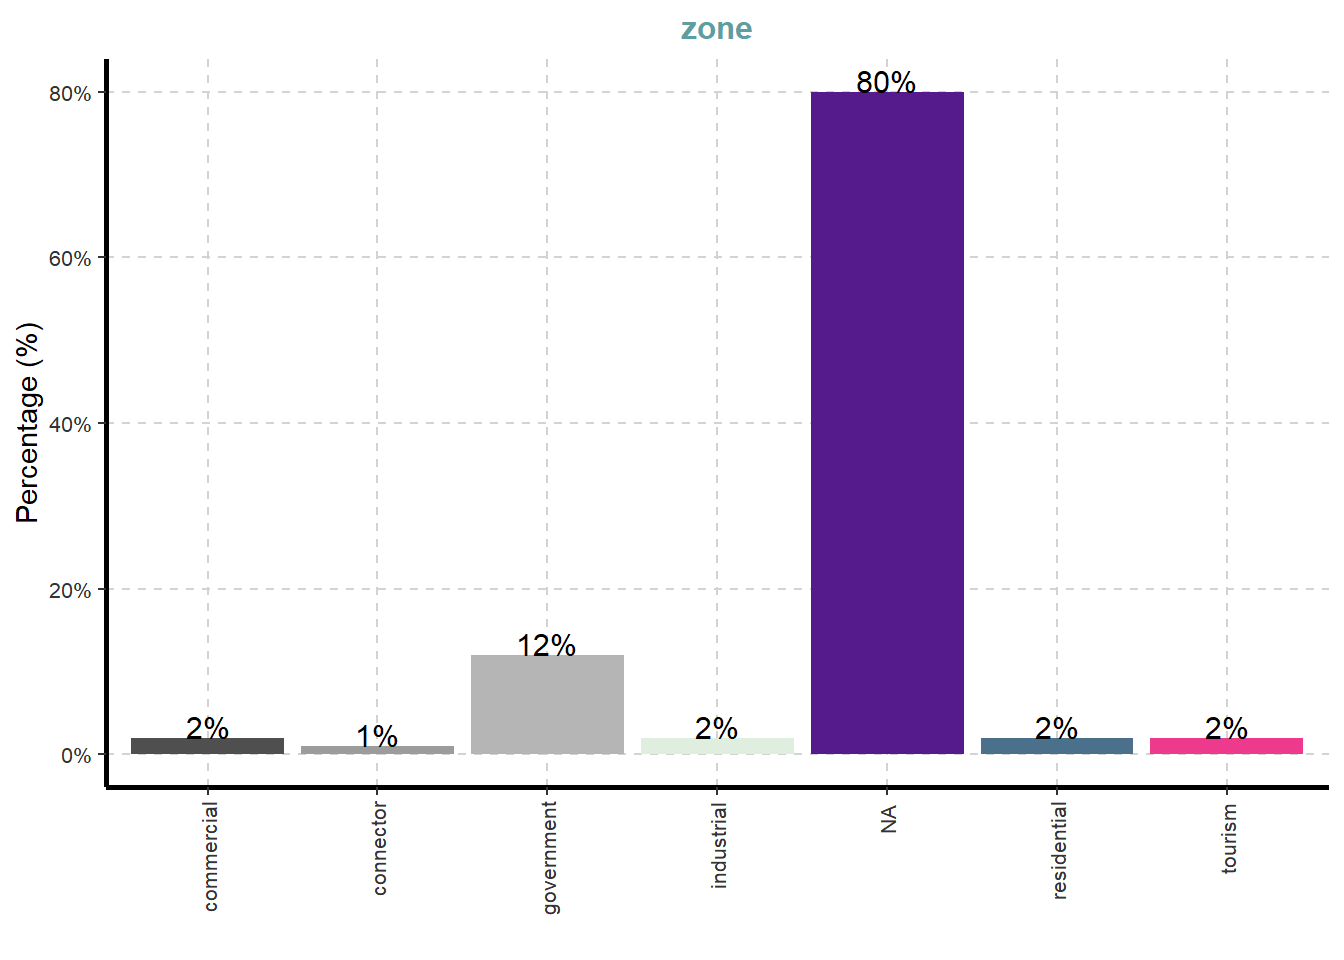 zone
Percentage (%)
80%
60%
40%
20%
0%
2%
1%
12%
2%
80%
2%
2%
commercial
connector
government
industrial
NA
residential
tourism